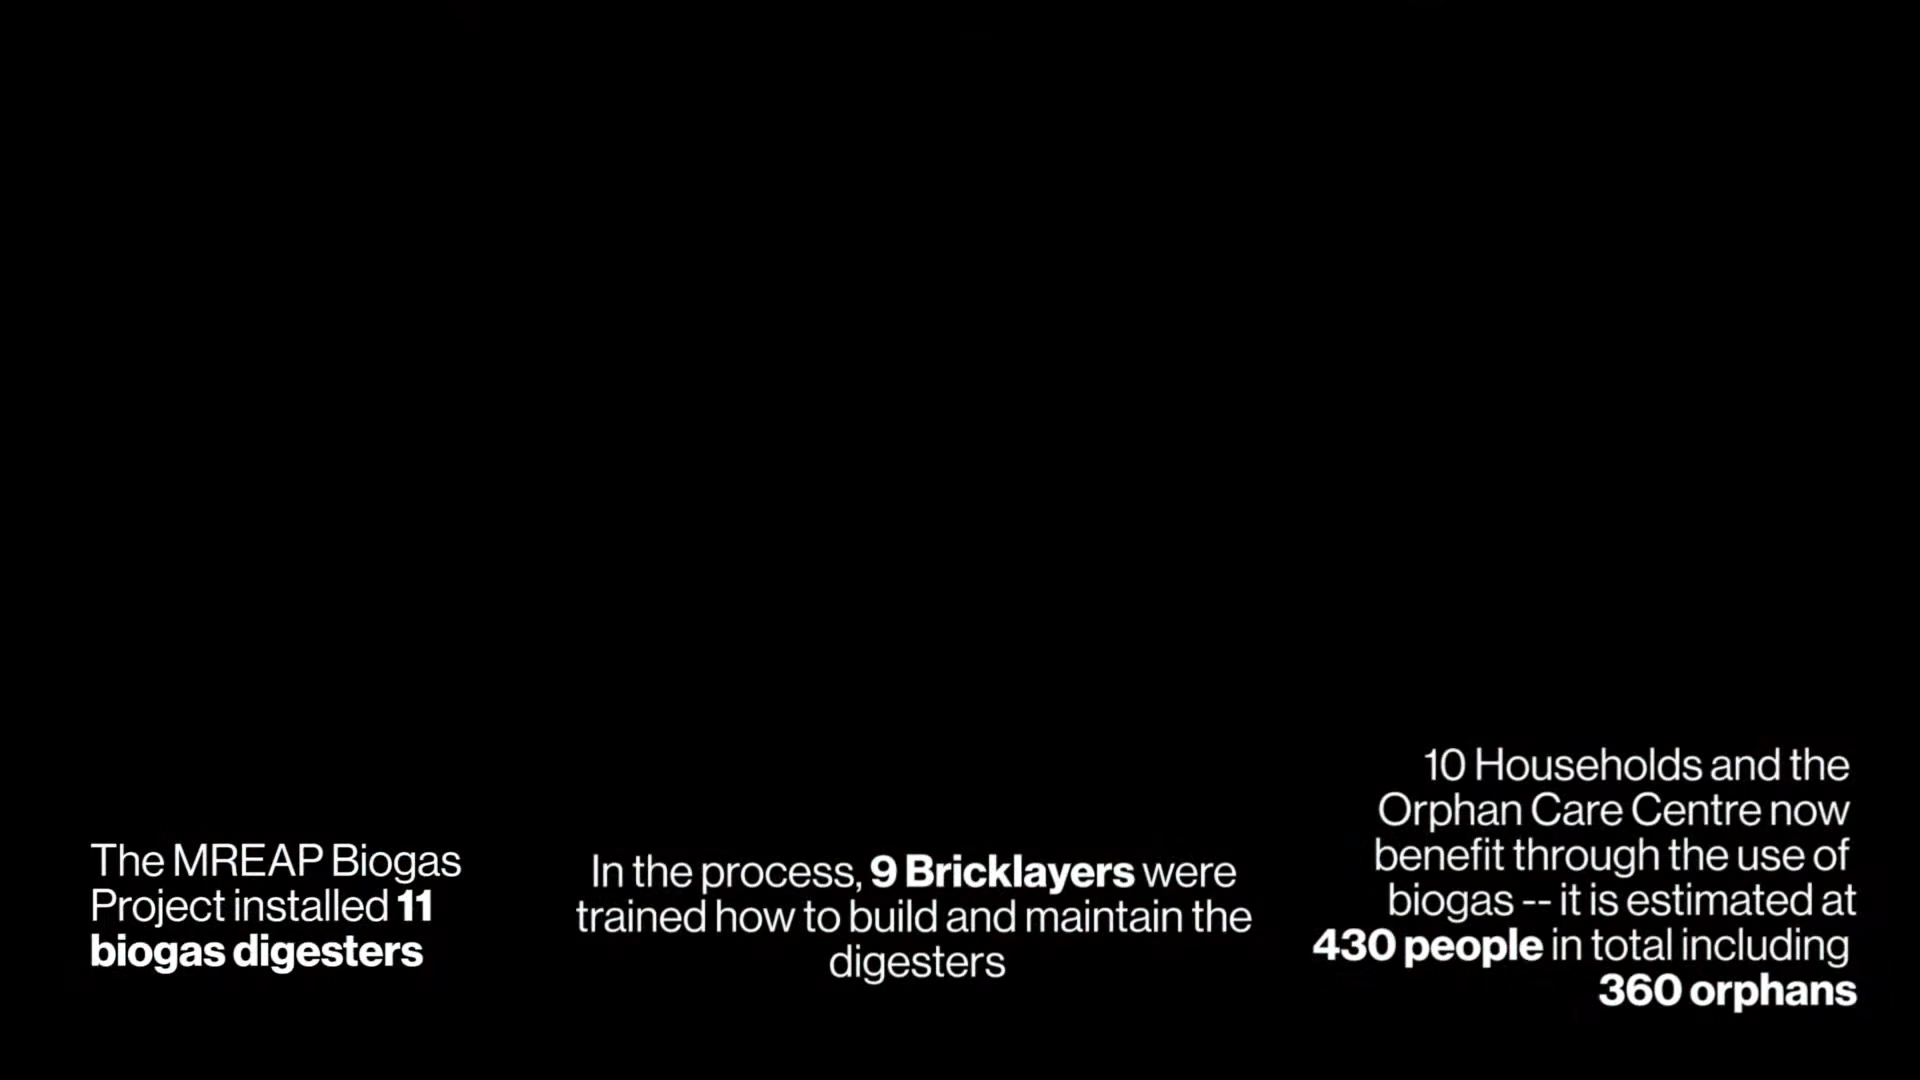 The MREAP Biogas
Project installed 11
biogas digesters
In the process, 9 Bricklayers were
trained how to build and maintain the
digesters
10 Households and the
Orphan Care Centre now
benefit through the use of
biogas -- it is estimated at
430 people in total including
360 orphans